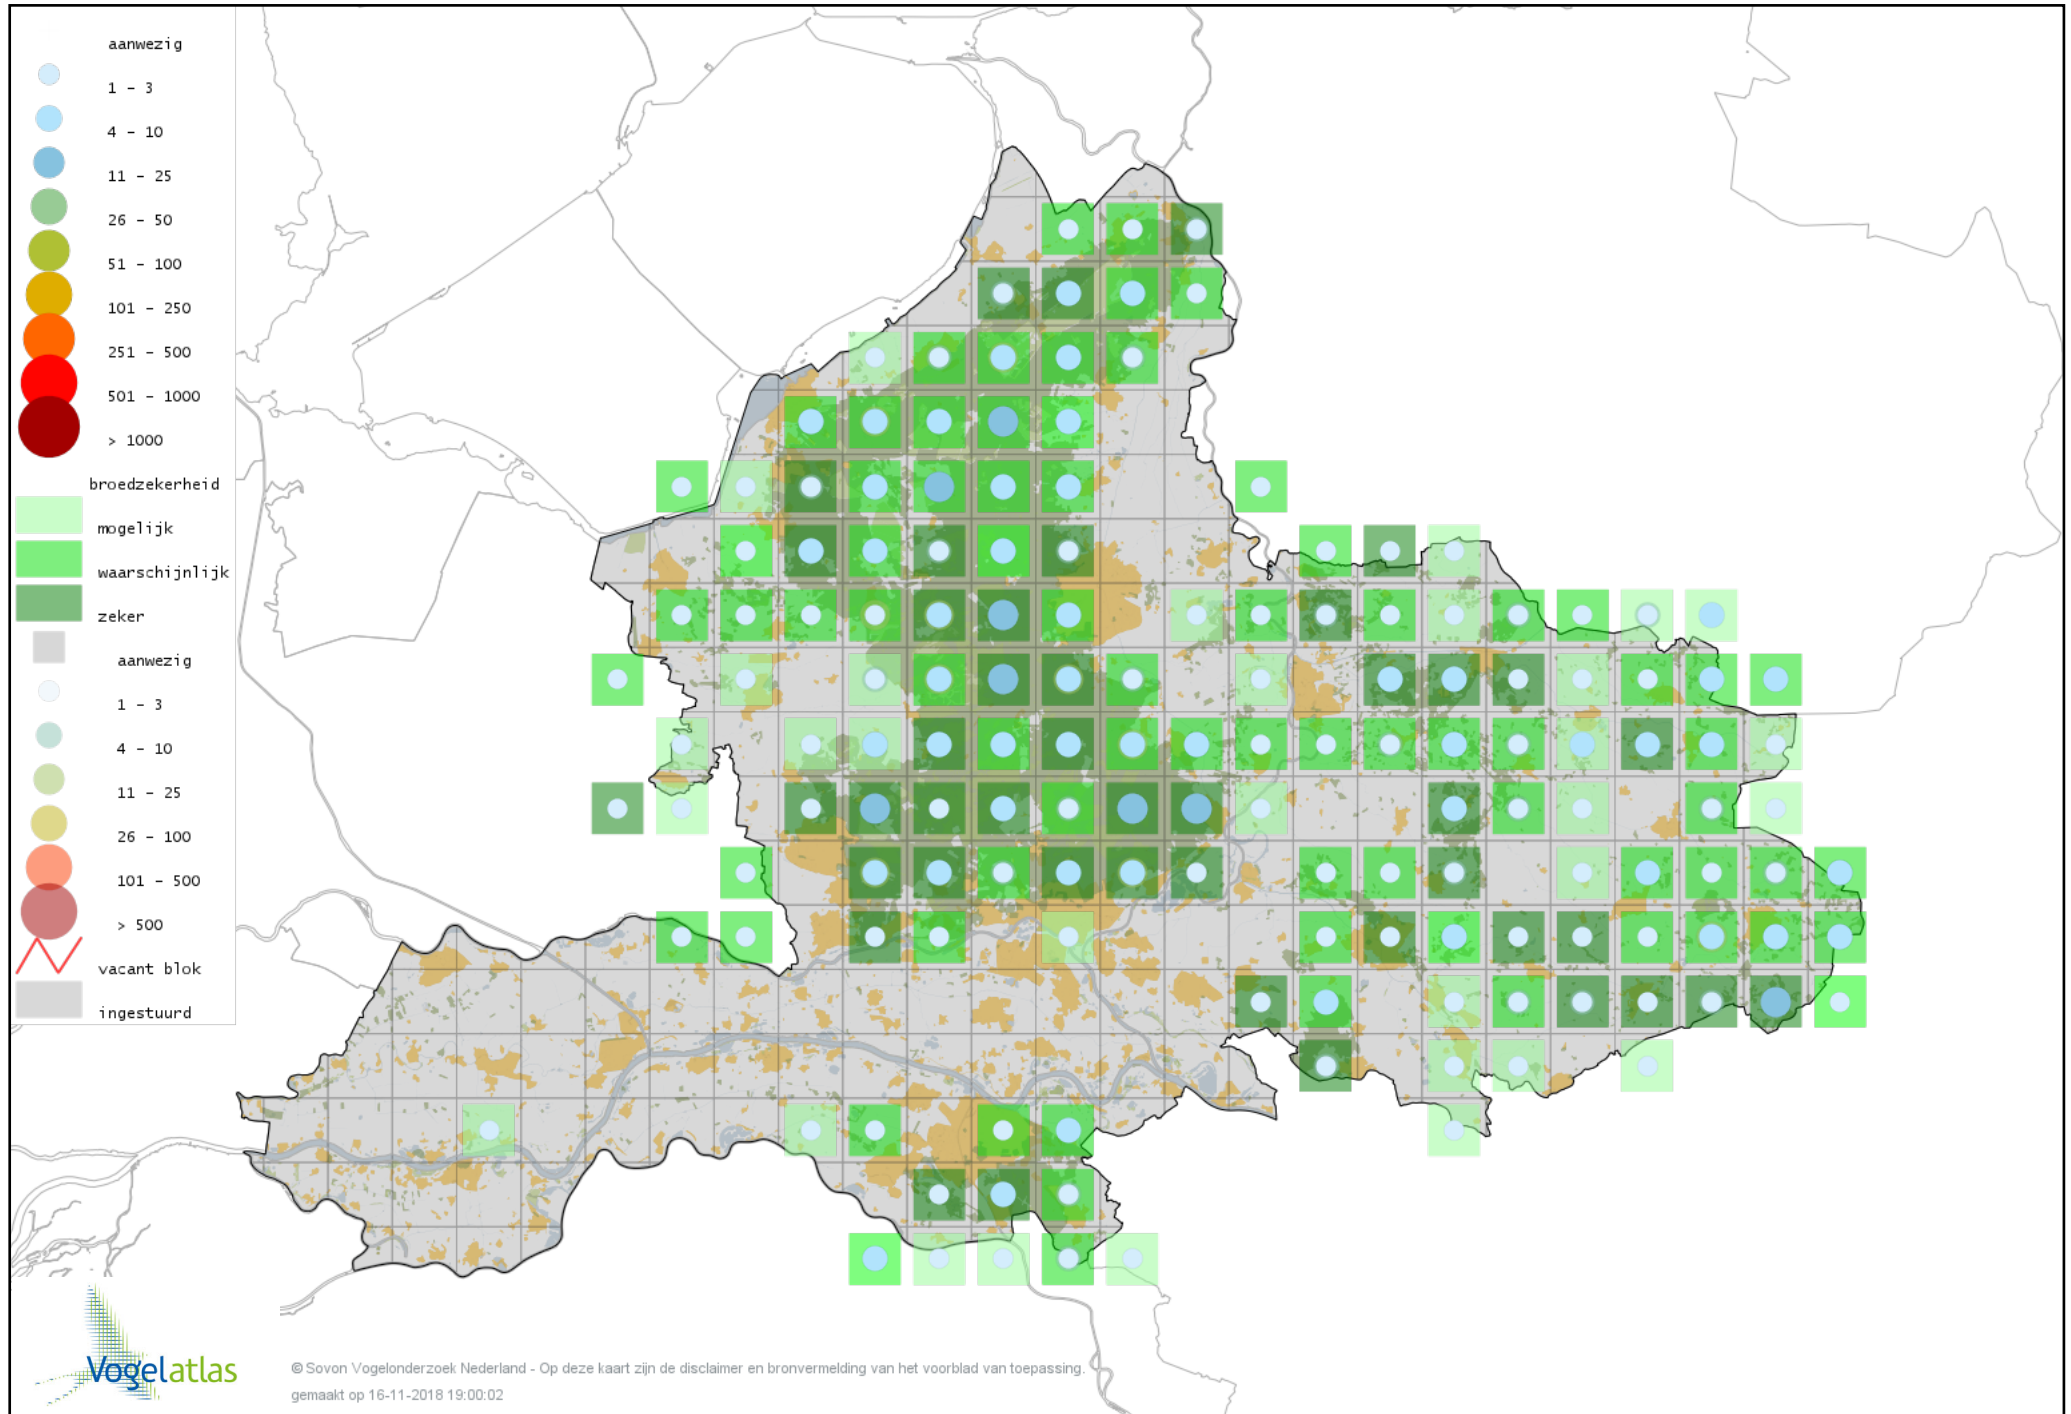 aanwezig
1 - 3
4 - 10
11 - 25
26 - 50
51 - 100
101 - 250
251 - 500
501 - 1000
> 1000
broedzekerheid
mogelijk
waarschijnlijk
zeker
aanwezig
1 - 3
4 - 10
11 - 25
26 - 100
101 - 500
> 500
vacant blok
ingestuurd
Vogelatlas
© Sovon Vogelonderzoek Nederland - Op deze kaart zijn de disclaimer en bronvermelding van het voorblad van toepassing.
gemaakt op 16-11-2018 19:00:02